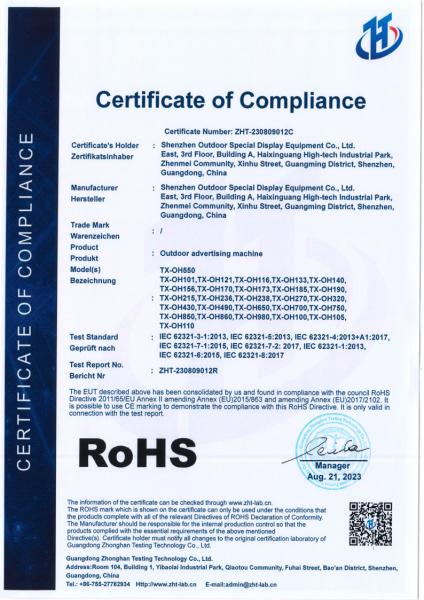 CERTIFICATE OF COMPLIANCE
Certificate of Compliance
Certificate Number: ZHT-230809012C
Certificate's Holder : Shenzhen Outdoor Special Display Equipment Co., Ltd.
Zertifikatsinhaber East, 3rd Floor, Building A, Haixinguang High-tech Industrial Park,
Zhenmei Community, Xinhu Street, Guangming District, Shenzhen,
Guangdong, China
Manufacturer : Shenzhen Outdoor Special Display Equipment Co., Ltd.
Hersteller East, 3rd Floor, Building A, Haixinguang High-tech Industrial Park,
Zhenmei Community, Xinhu Street, Guangming District, Shenzhen,
Guangdong, China
Trade Mark
Warenzeichen : /
Product
Produkt : Outdoor advertising machine
Model(s) TX-OH550
Bezeichnung TX-OH101,TX-OH121,TX-OH116,TX-OH133,TX-OH140,
TX-OH156,TX-OH170,TX-OH173,TX-OH185,TX-OH190,
: TX-OH215,TX-OH236,TX-OH238,TX-OH270,TX-OH320,
TX-OH430,TX-OH490,TX-OH650,TX-OH700,TX-OH750,
TX-OH850,TX-OH860,TX-OH980,TX-OH100,TX-OH105,
TX-OH110
Test Standard : IEC 62321-3-1:2013, IEC 62321-5:2013, IEC 62321-4:2013+A1:2017,
Geprüft nach IEC 62321-7-1:2015, IEC 62321-7-2: 2017, IEC 62321-1:2013,
IEC 62321-6:2015, IEC 62321-8:2017
Test Report No.
Bericht Nr : ZHT-230809012R
The EUT described above has been consolidated by us and found in compliance with the council RoHS
Directive 2011/65/EU Annex II amending Annex (EU)2015/863 and amending Annex (EU)2017/2102. It
is possible to use CE marking to demonstrate the compliance with this RoHS Directive. It is only valid in
connection with the test report.
RoHS
Manager
Aug. 21, 2023
The information of the certificate can be checked through www.zht-lab.cn.
The ROHS mark which is shown on the certificate can only be used under the conditions that
the products complete with all of the relevant Directives of ROHS Declaration of Conformity.
The Manufacturer should be responsible for the internal production control so that the
products complied with the essential requirements of the above mentioned
Directive(s). Certificate holder must notify all changes to the original certification laboratory of
Guangdong Zhonghan Testing Technology Co., Ltd.
Guangdong Zhonghan Testing Technology Co., Ltd.
Address:Room 104, Building 1, Yibaolai Industrial Park, Qiaotou Community, Fuhai Street, Bao'an District, Shenzhen,
Guangdong, China
Tel.: +86-755-27782934 Http://www.zht-lab.cn E-mail:admin@zht-lab.cn